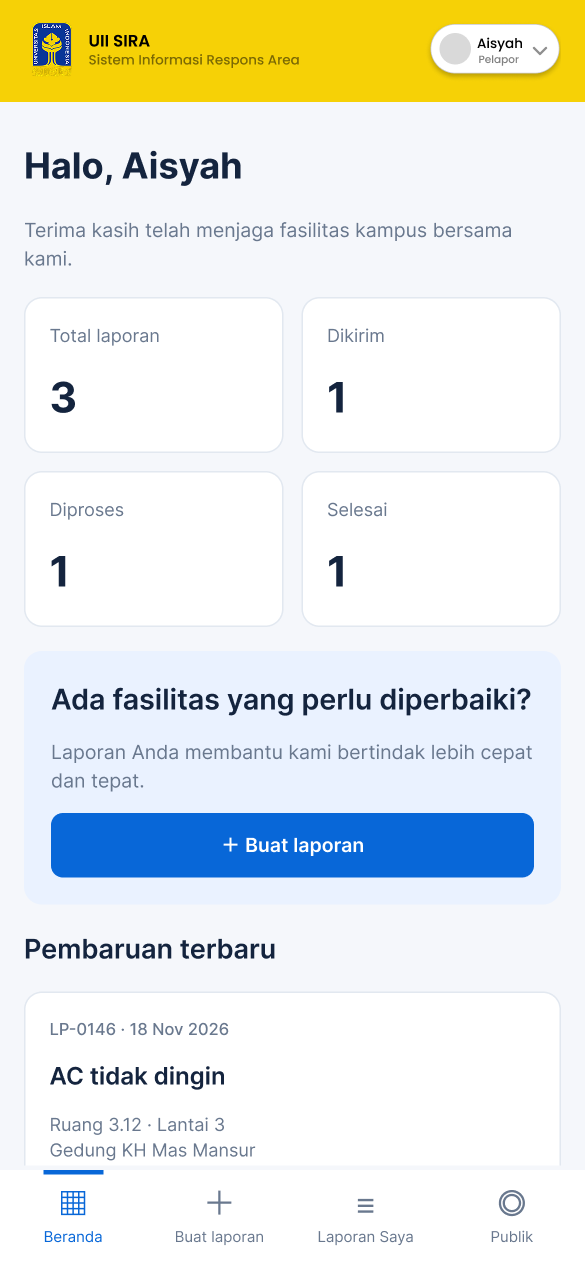 ISLAM
UNIVERSITAS
INDONESIA
UII SIRA
Sistem Informasi Respons Area
Aisyah
Pelapor
Halo, Aisyah
Terima kasih telah menjaga fasilitas kampus bersama
kami.
Total laporan
3
Dikirim
1
Diproses
1
Selesai
1
Ada fasilitas yang perlu diperbaiki?
Laporan Anda membantu kami bertindak lebih cepat
dan tepat.
+ Buat laporan
Pembaruan terbaru
LP-0146 · 18 Nov 2026
AC tidak dingin
Ruang 3.12 · Lantai 3
Gedung KH Mas Mansur
Beranda
Buat laporan
Laporan Saya
Publik